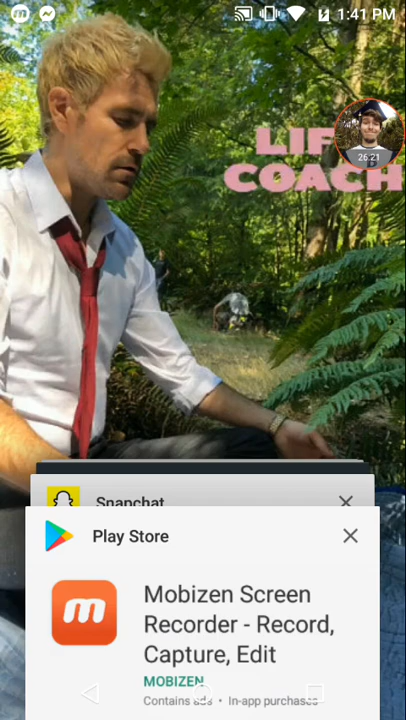 1:41 PM
LIF
COACH
26:21
Snapchat
Play Store
Mobizen Screen
Recorder - Record,
Capture, Edit
MOBIZEN
Contains ads • In-app purchases